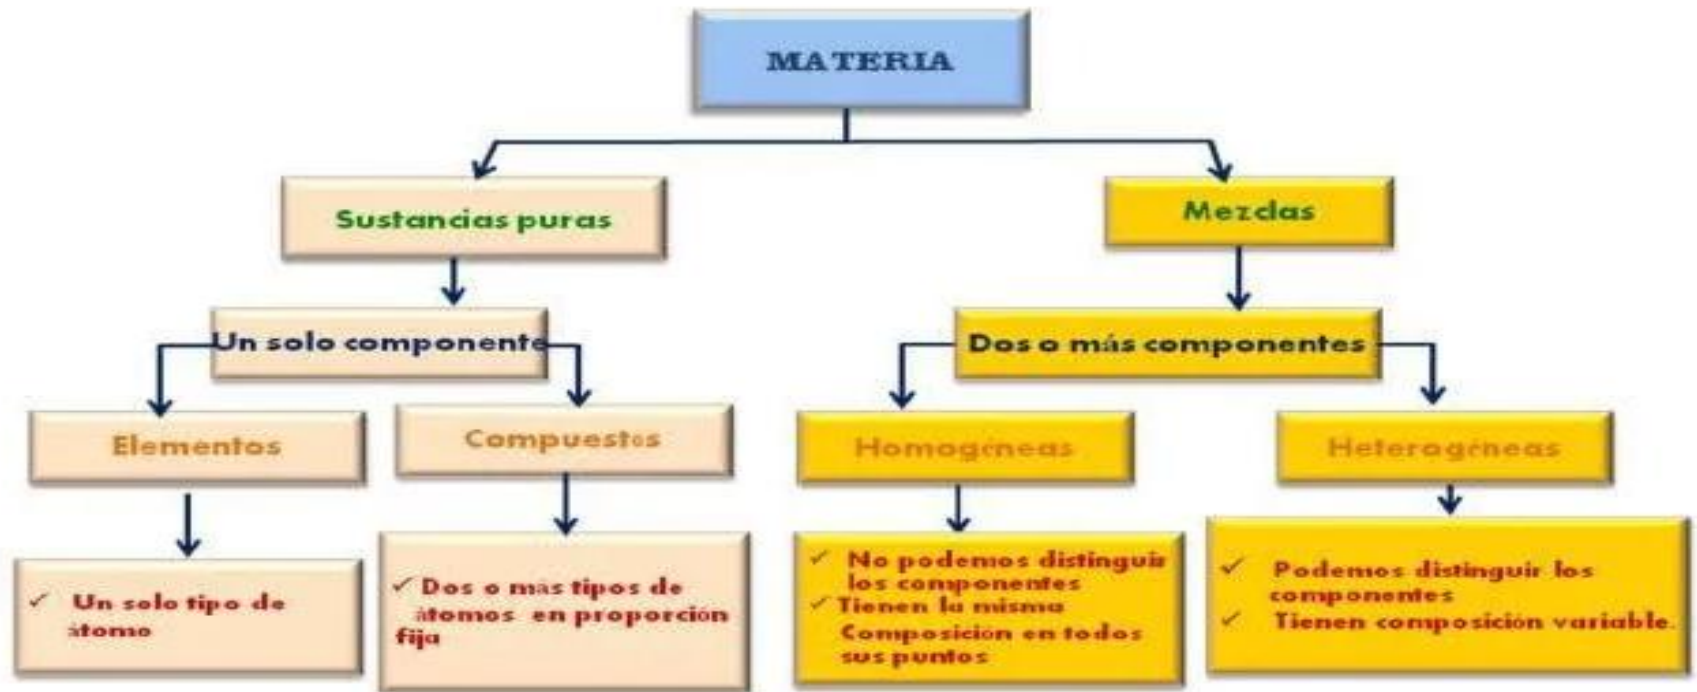 MATERIA
Sustancias puras
Mezclas
Un solo componente
Dos o más componentes
Elementos
Compuestos
Homogéneas
Heterogéneas
✓ Un solo tipo de
átomo
✓ Dos o más tipos de
átomos en proporción
fija
✓ No podemos distinguir
los componentes
✓ Tienen la misma
Composición en todos
sus puntos
✓ Podemos distinguir los
componentes
✓ Tienen composición variable.